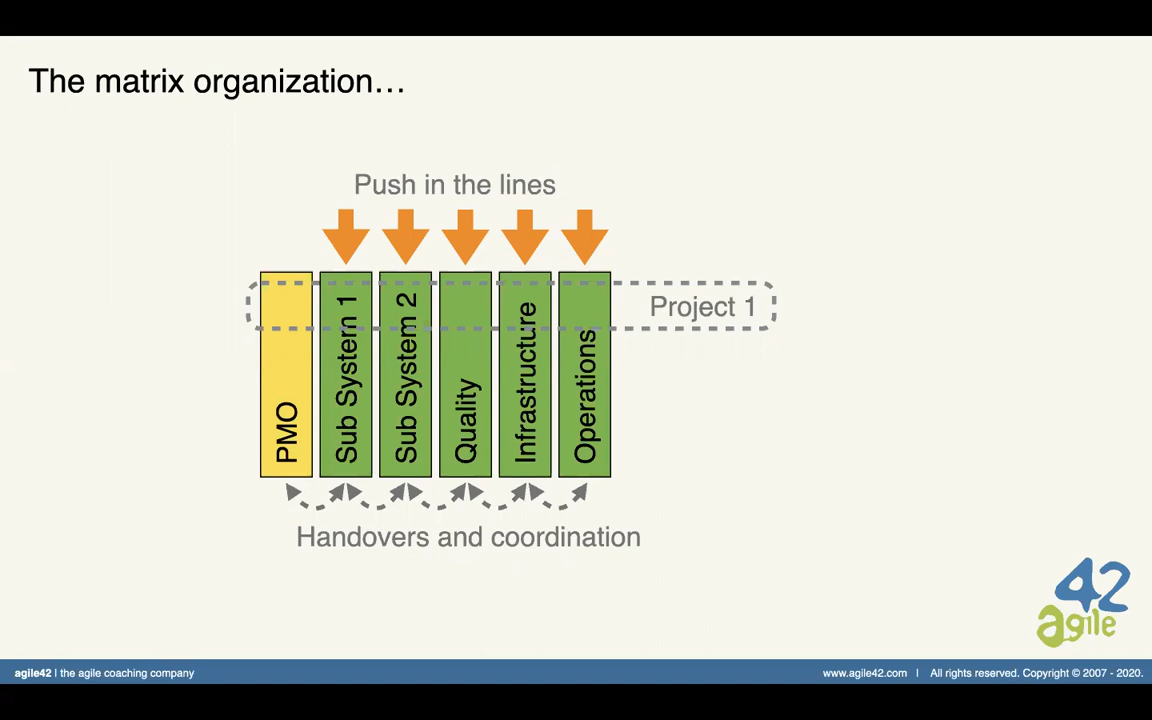 The matrix organization…
Push in the lines
Project 1
PMO
Sub System 1
Sub System 2
Quality
Infrastructure
Operations
Handovers and coordination
42
agile
agile42 | the agile coaching company
www.agile42.com | All rights reserved. Copyright © 2007 - 2020.